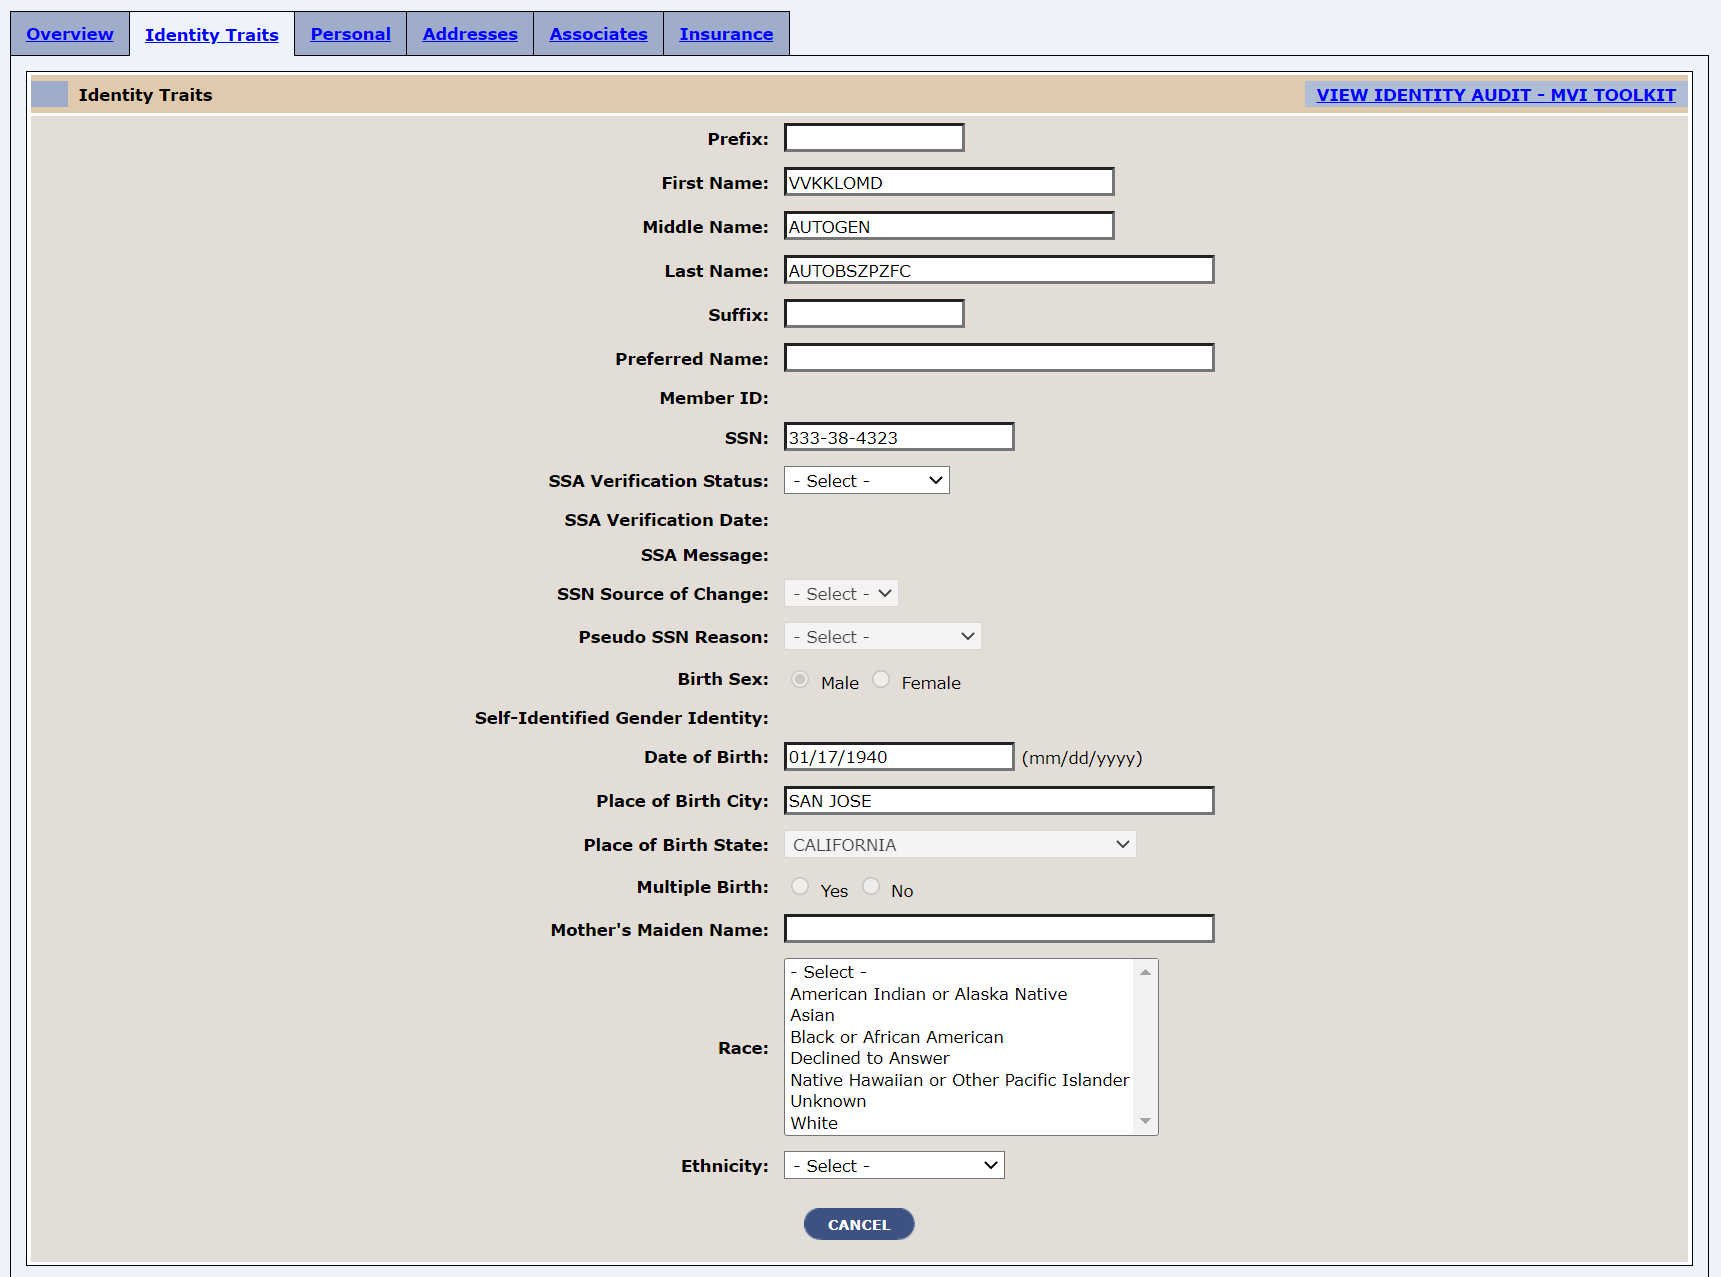 Overview Identity Traits Personal Addresses Associates Insurance
Identity Traits VIEW IDENTITY AUDIT - MVI TOOLKIT
Prefix:
First Name: VVKKLOMD
Middle Name: AUTOGEN
Last Name: AUTOBSZPZFC
Suffix:
Preferred Name:
Member ID:
SSN: 333-38-4323
SSA Verification Status: - Select -
SSA Verification Date:
SSA Message:
SSN Source of Change: - Select -
Pseudo SSN Reason: - Select -
Birth Sex: Male Female
Self-Identified Gender Identity:
Date of Birth: 01/17/1940 (mm/dd/yyyy)
Place of Birth City: SAN JOSE
Place of Birth State: CALIFORNIA
Multiple Birth: Yes No
Mother's Maiden Name:
- Select -
American Indian or Alaska Native
Asian
Black or African American
Race:
Declined to Answer
Native Hawaiian or Other Pacific Islander
Unknown
White
Ethnicity: - Select -
CANCEL